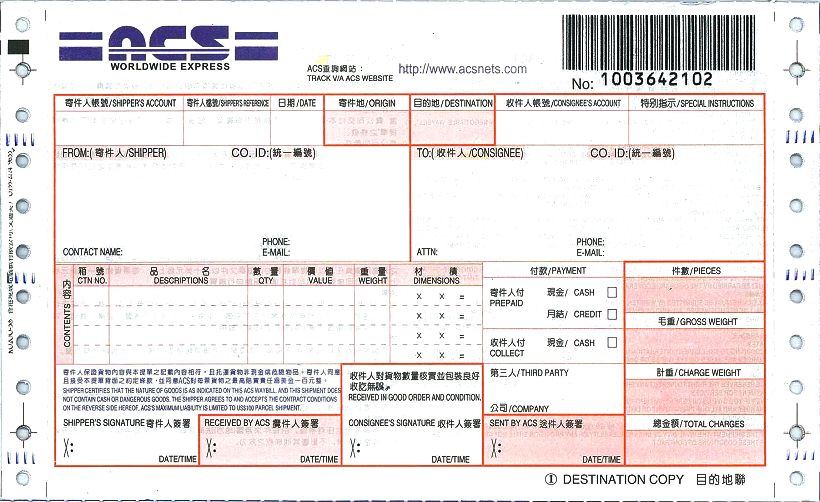 ACS
WORLDWIDE EXPRESS
ACS查詢網站:
TRACK V/A ACS WEBSITE
http://www.acsnets.com
No: 1003642102
寄件人帳號/SHIPPER'S ACCOUNT
寄件人感號/SHIPPER'S REFERENCE
日期/DATE
寄件地/ORIGIN
目的地/DESTINATION
收件人帳號/CONSIGNEE'S ACCOUNT
特別指示/SPECIAL INSTRUCTIONS
FROM:(寄件人/SHIPPER) CO. ID:(統一編號)
PHONE:
CONTACT NAME: E-MAIL:
TO:(收件人/CONSIGNEE) CO. ID:(統一編號)
PHONE:
ATTN: E-MAIL:
內容 CONTENTS
箱號 CTN NO.
品名 DESCRIPTIONS
數量 QTY
價值 VALUE
重量 WEIGHT
材積 DIMENSIONS
X X =
X X =
X X =
X X =
付款/PAYMENT
寄件人付 現金/ CASH
PREPAID
月結/ CREDIT
收件人付 現金/ CASH
COLLECT
第三人/THIRD PARTY
公司/COMPANY
件數/PIECES
毛重/GROSS WEIGHT
計重/CHARGE WEIGHT
總金額/TOTAL CHARGES
寄件人保證貨物內容與本提單之記載內容相符，且托運貨物非現金或危險物品。寄件人同意
且接受本提單背面之約定條款，並同意ACS對每票貨物之最高賠償責任為美金一百元整。
SHIPPER CERTIFIES THAT THE NATURE OF GOODS IS AS INDICATED ON THIS ACS WAYBILL AND THIS SHIPMENT DOES
NOT CONTAIN CASH OR DANGEROUS GOODS. THE SHIPPER AGREES TO AND ACCEPTS THE CONTRACT CONDITIONS
ON THE REVERSE SIDE HEREOF, ACS'S MAXIMUM LIABILITY IS LIMITED TO US$100 PARCEL SHIPMENT.
收件人對貨物數量核實並包裝良好
收訖無誤。
RECEIVED IN GOOD ORDER AND CONDITION.
SHIPPER'S SIGNATURE 寄件人簽署
X:
DATE/TIME
RECEIVED BY ACS 攬件人簽署
X:
DATE/TIME
CONSIGNEE'S SIGNATURE 收件人簽署
X:
DATE/TIME
SENT BY ACS 送件人簽署
X:
DATE/TIME
① DESTINATION COPY 目的地聯